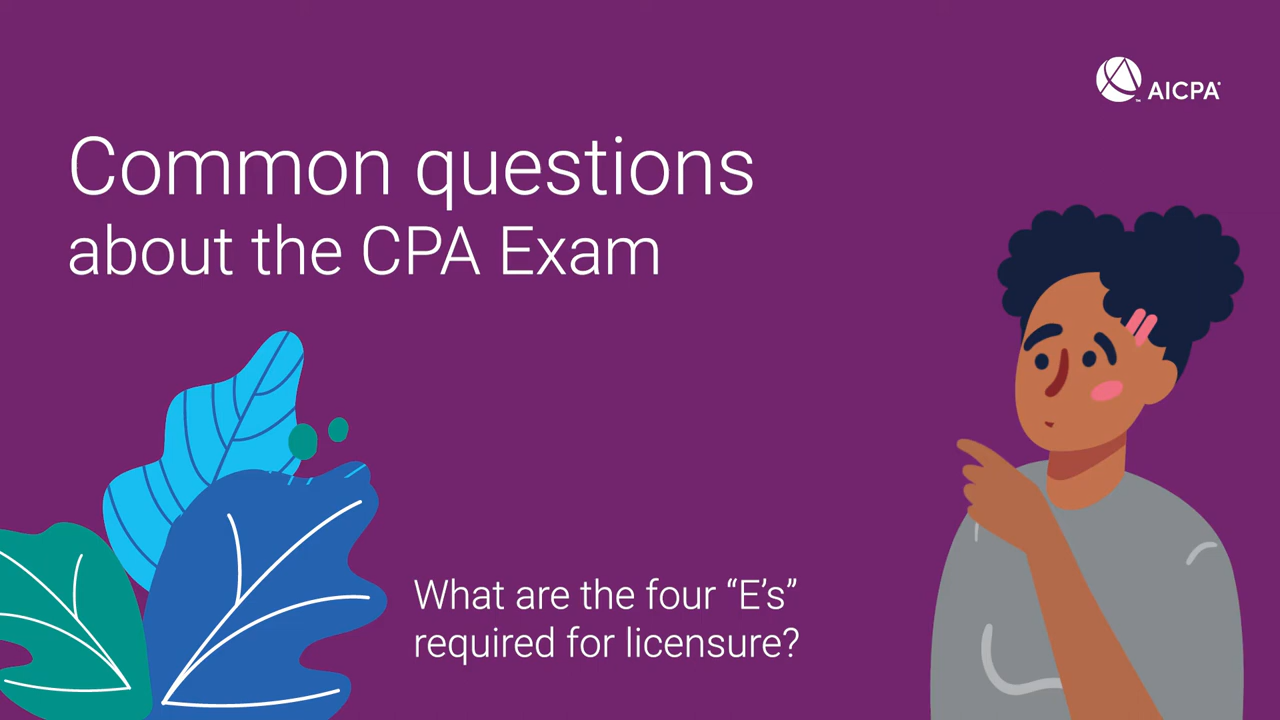 AICPA
Common questions
about the CPA Exam
What are the four “E’s”
required for licensure?